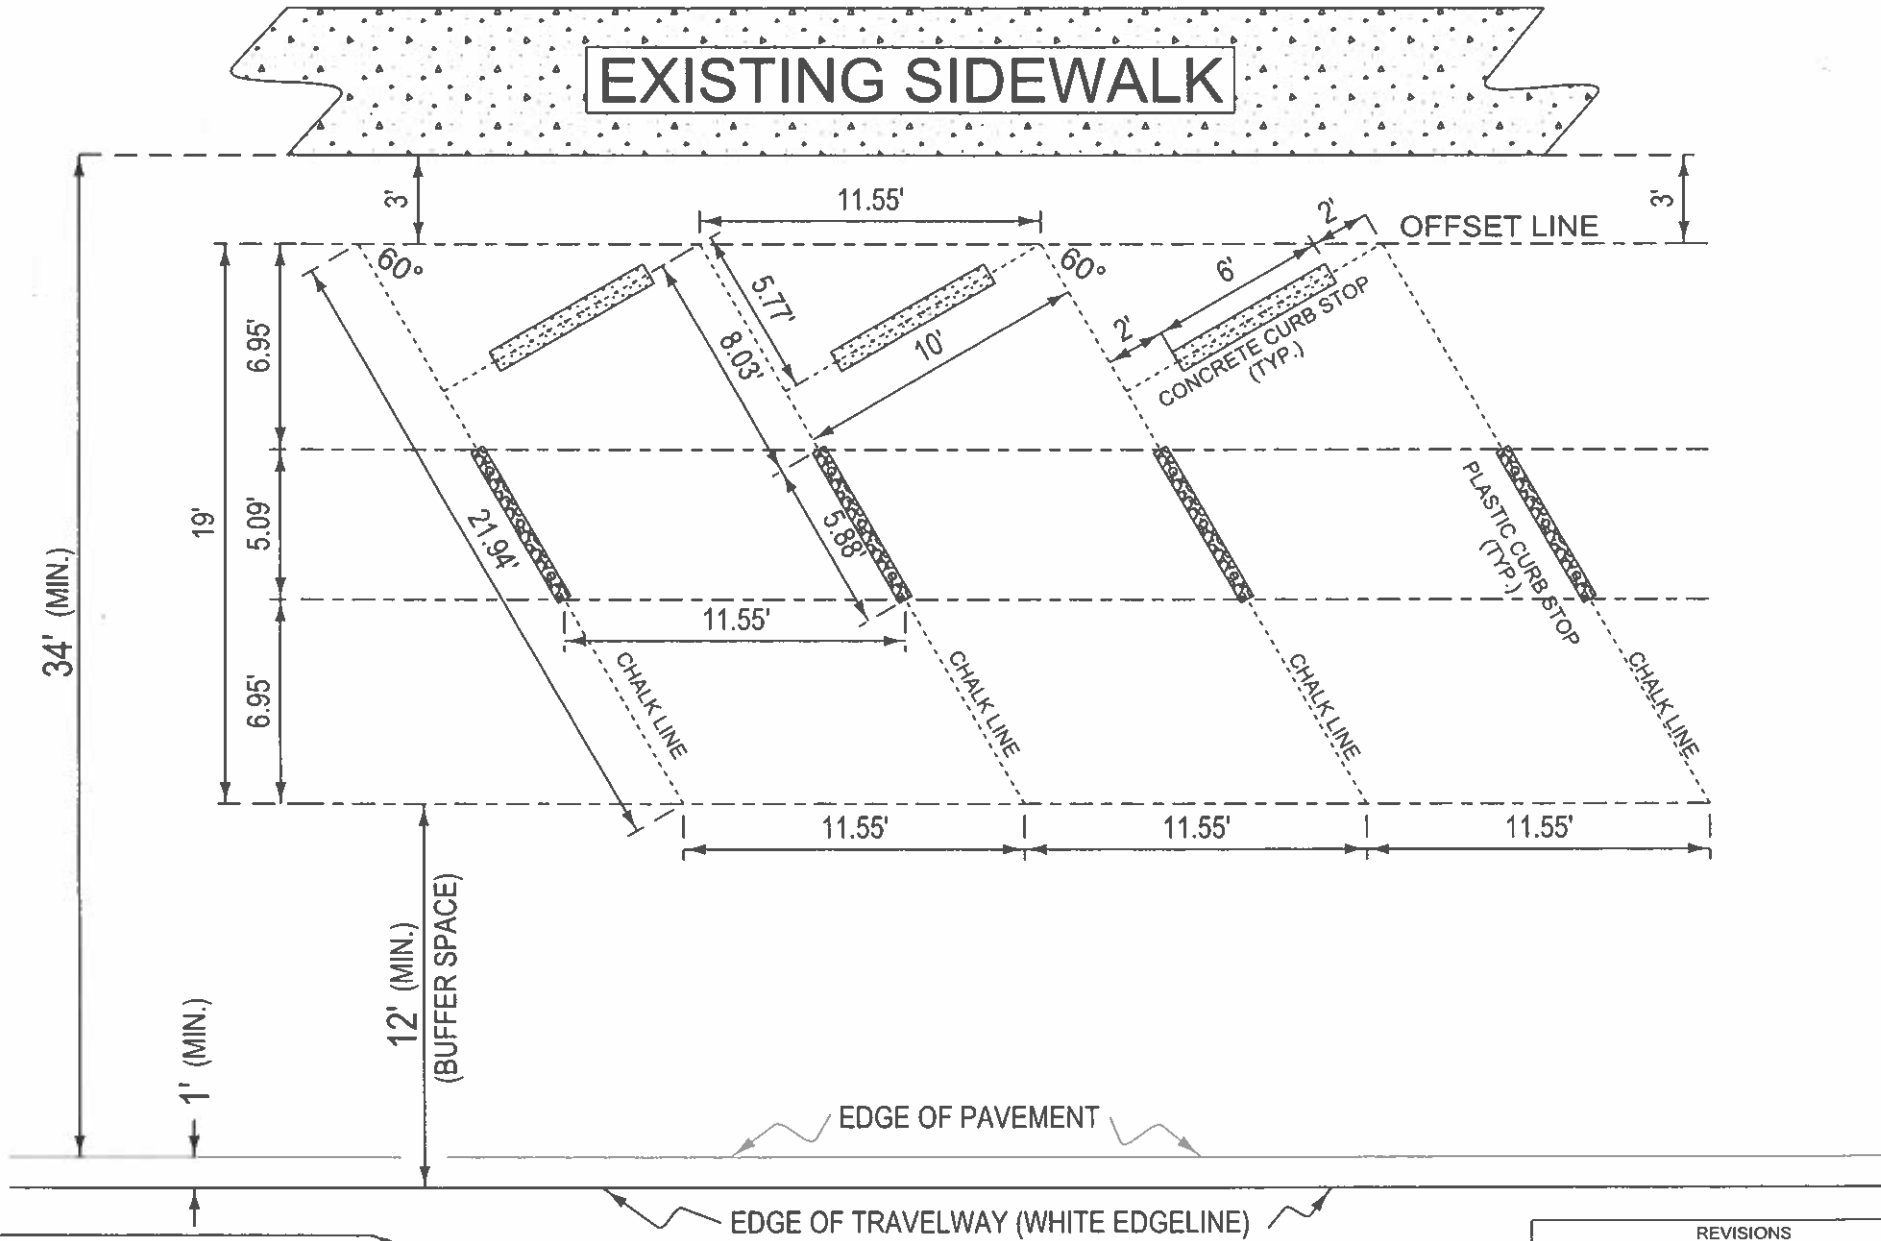 EXISTING SIDEWALK
3'
11.55'
2'
OFFSET LINE
3'
60°
60°
6'
5.77'
2'
CONCRETE CURB STOP
(TYP.)
6.95'
8.03'
10'
19'
5.09'
21.94'
5.88'
PLASTIC CURB STOP
(TYP.)
34' (MIN.)
11.55'
6.95'
CHALK LINE
CHALK LINE
CHALK LINE
CHALK LINE
11.55'
11.55'
11.55'
12' (MIN.)
(BUFFER SPACE)
1' (MIN.)
EDGE OF PAVEMENT
EDGE OF TRAVELWAY (WHITE EDGELINE)
REVISIONS